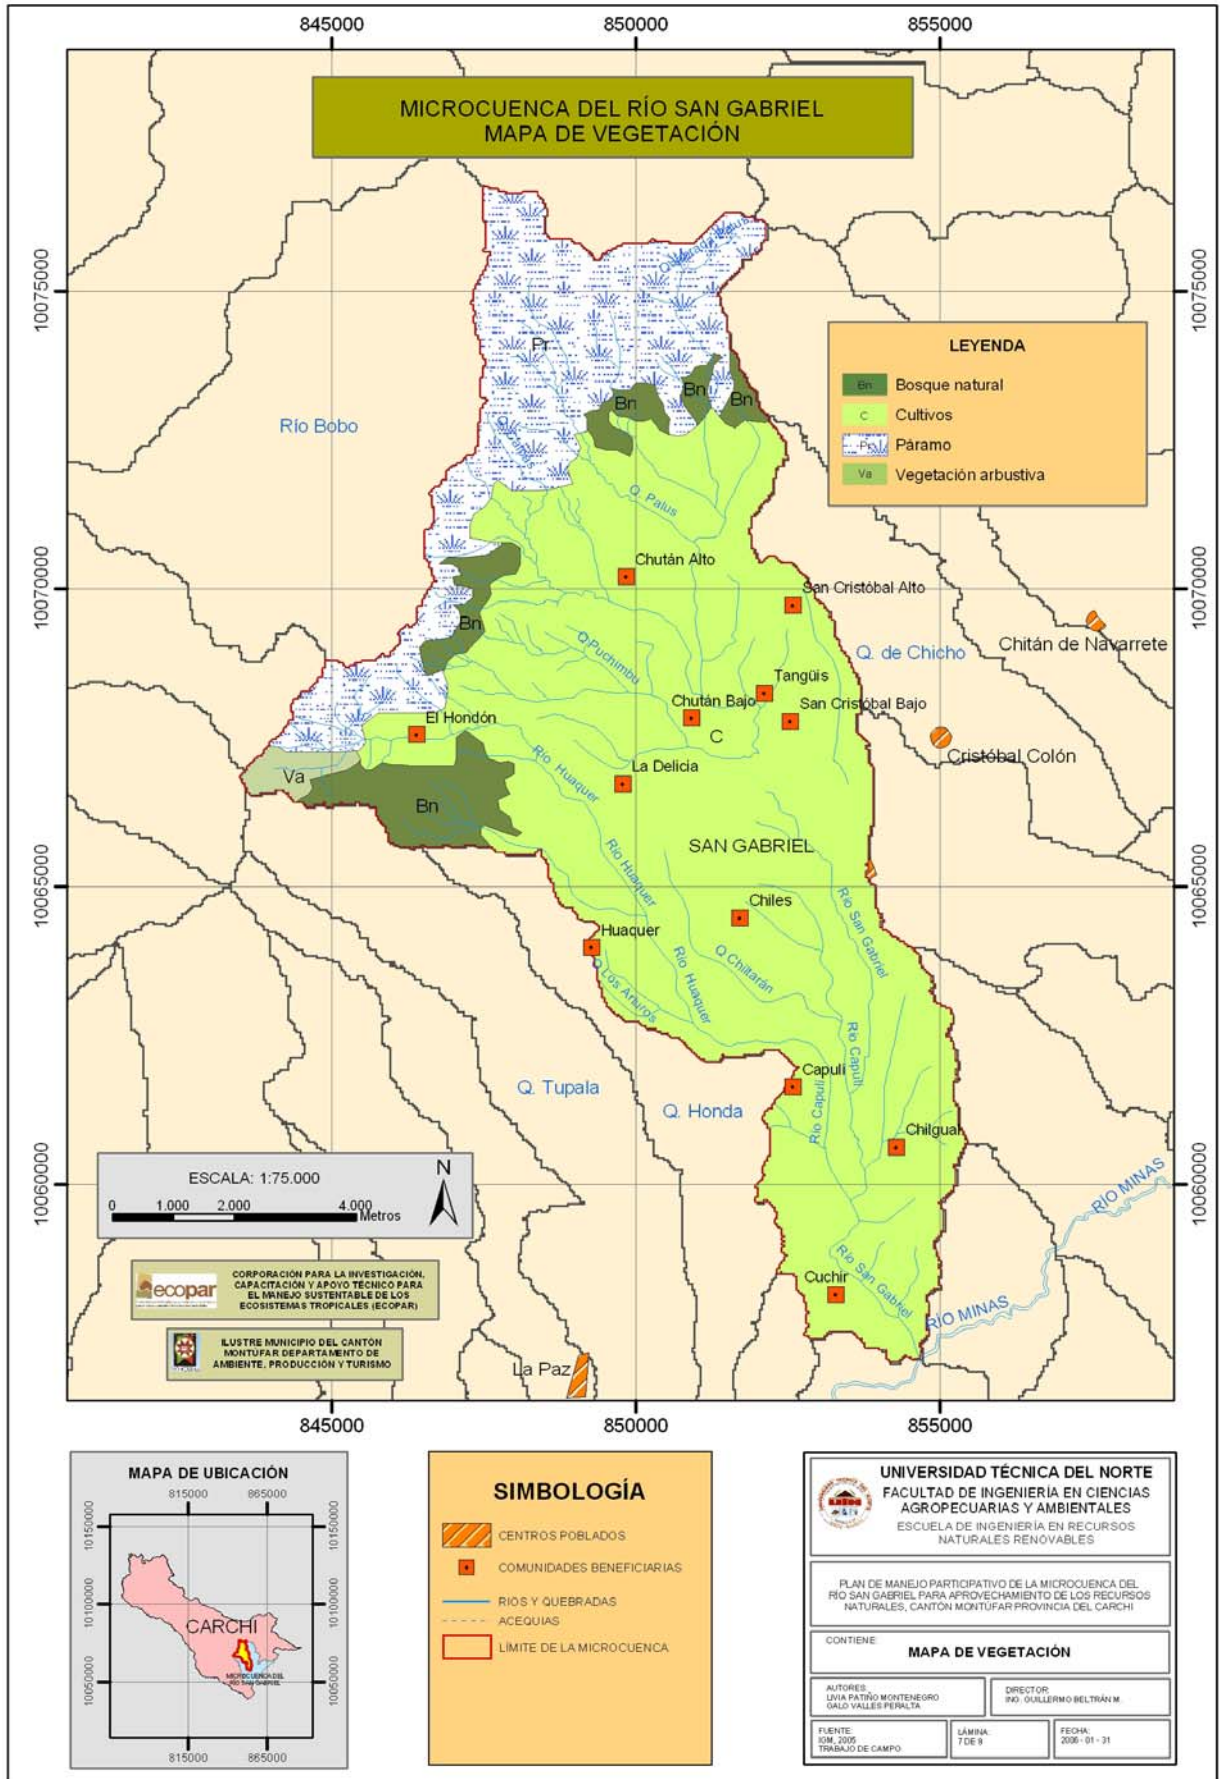 845000 850000 855000
MICROCUENCA DEL RÍO SAN GABRIEL
MAPA DE VEGETACIÓN
10075000 10075000
LEYENDA
Bn Bosque natural
C Cultivos
Pr Páramo
Va Vegetación arbustiva
Pr
Bn
Bn
Bn
Río Bobo
Q. Palus
Chután Alto
10070000 10070000
San Cristóbal Alto
Bn
Q. de Chicho
Chitán de Navarrete
Q Puchimbu
Tangüis
Chután Bajo
San Cristóbal Bajo
El Hondón
C
Cristóbal Colón
Va
Río Huaquer
La Delicia
Bn
SAN GABRIEL
Río Huaquer
10065000 10065000
Chiles
Río San Gabriel
Huaquer
Q Los Arturos
Río Huaquer
Q Chiltarán
Río Capulí
Capulí
Q. Tupala
Q. Honda
Río Capulí
Chilgual
ESCALA: 1:75.000
N
0 1.000 2.000 4.000
Metros
10060000 10060000
RÍO MINAS
Río San Gabriel
Cuchir
RÍO MINAS
ecopar
CORPORACIÓN PARA LA INVESTIGACIÓN,
CAPACITACIÓN Y APOYO TÉCNICO PARA
EL MANEJO SUSTENTABLE DE LOS
ECOSISTEMAS TROPICALES (ECOPAR)
ILUSTRE MUNICIPIO DEL CANTÓN
MONTÚFAR DEPARTAMENTO DE
AMBIENTE, PRODUCCIÓN Y TURISMO
La Paz
845000 850000 855000
MAPA DE UBICACIÓN
815000 865000
10150000 10150000
10100000 10100000
CARCHI
MICROCUENCA DEL
RÍO SAN GABRIEL
10050000 10050000
815000 865000
SIMBOLOGÍA
CENTROS POBLADOS
COMUNIDADES BENEFICIARIAS
RIOS Y QUEBRADAS
ACEQUIAS
LÍMITE DE LA MICROCUENCA
UNIVERSIDAD TÉCNICA DEL NORTE
FACULTAD DE INGENIERÍA EN CIENCIAS
AGROPECUARIAS Y AMBIENTALES
ESCUELA DE INGENIERÍA EN RECURSOS
NATURALES RENOVABLES
PLAN DE MANEJO PARTICIPATIVO DE LA MICROCUENCA DEL
RÍO SAN GABRIEL PARA APROVECHAMIENTO DE LOS RECURSOS
NATURALES, CANTÓN MONTÚFAR PROVINCIA DEL CARCHI
CONTIENE:
MAPA DE VEGETACIÓN
AUTORES:
LIVIA PATIÑO MONTENEGRO
GALO VALLES PERALTA
DIRECTOR:
ING. GUILLERMO BELTRÁN M.
FUENTE:
IGM, 2005
TRABAJO DE CAMPO
LÁMINA:
7 DE 8
FECHA:
2006 - 01 - 31